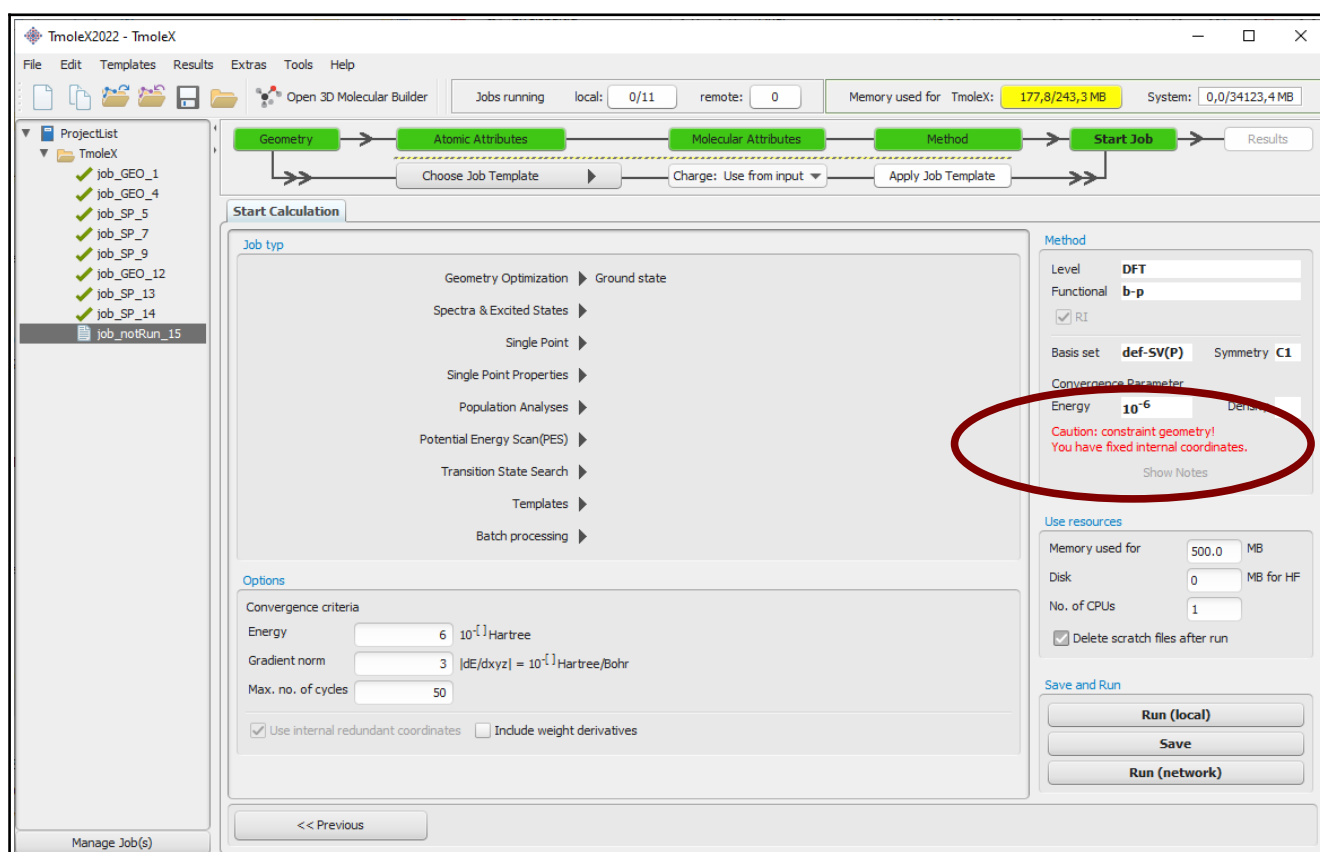 TmoleX2022 - TmoleX
File Edit Templates Results Extras Tools Help
Open 3D Molecular Builder Jobs running local: 0/11 remote: 0 Memory used for TmoleX: 177,8/243,3 MB System: 0,0/34123,4 MB
ProjectList
TmoleX
job_GEO_1
job_GEO_4
job_SP_5
job_SP_7
job_SP_9
job_GEO_12
job_SP_13
job_SP_14
job_notRun_15
Manage Job(s)
Geometry Atomic Attributes Molecular Attributes Method Start Job Results
Choose Job Template Charge: Use from input Apply Job Template
Start Calculation
Job typ
Geometry Optimization Ground state
Spectra & Excited States
Single Point
Single Point Properties
Population Analyses
Potential Energy Scan(PES)
Transition State Search
Templates
Batch processing
Options
Convergence criteria
Energy 6 10^-[ ] Hartree
Gradient norm 3 |dE/dxyz| = 10^-[ ] Hartree/Bohr
Max. no. of cycles 50
Use internal redundant coordinates Include weight derivatives
<< Previous
Method
Level DFT
Functional b-p
RI
Basis set def-SV(P) Symmetry C1
Convergence Parameter
Energy 10^-6
Caution: constraint geometry!
You have fixed internal coordinates.
Show Notes
Use resources
Memory used for 500.0 MB
Disk 0 MB for HF
No. of CPUs 1
Delete scratch files after run
Save and Run
Run (local)
Save
Run (network)